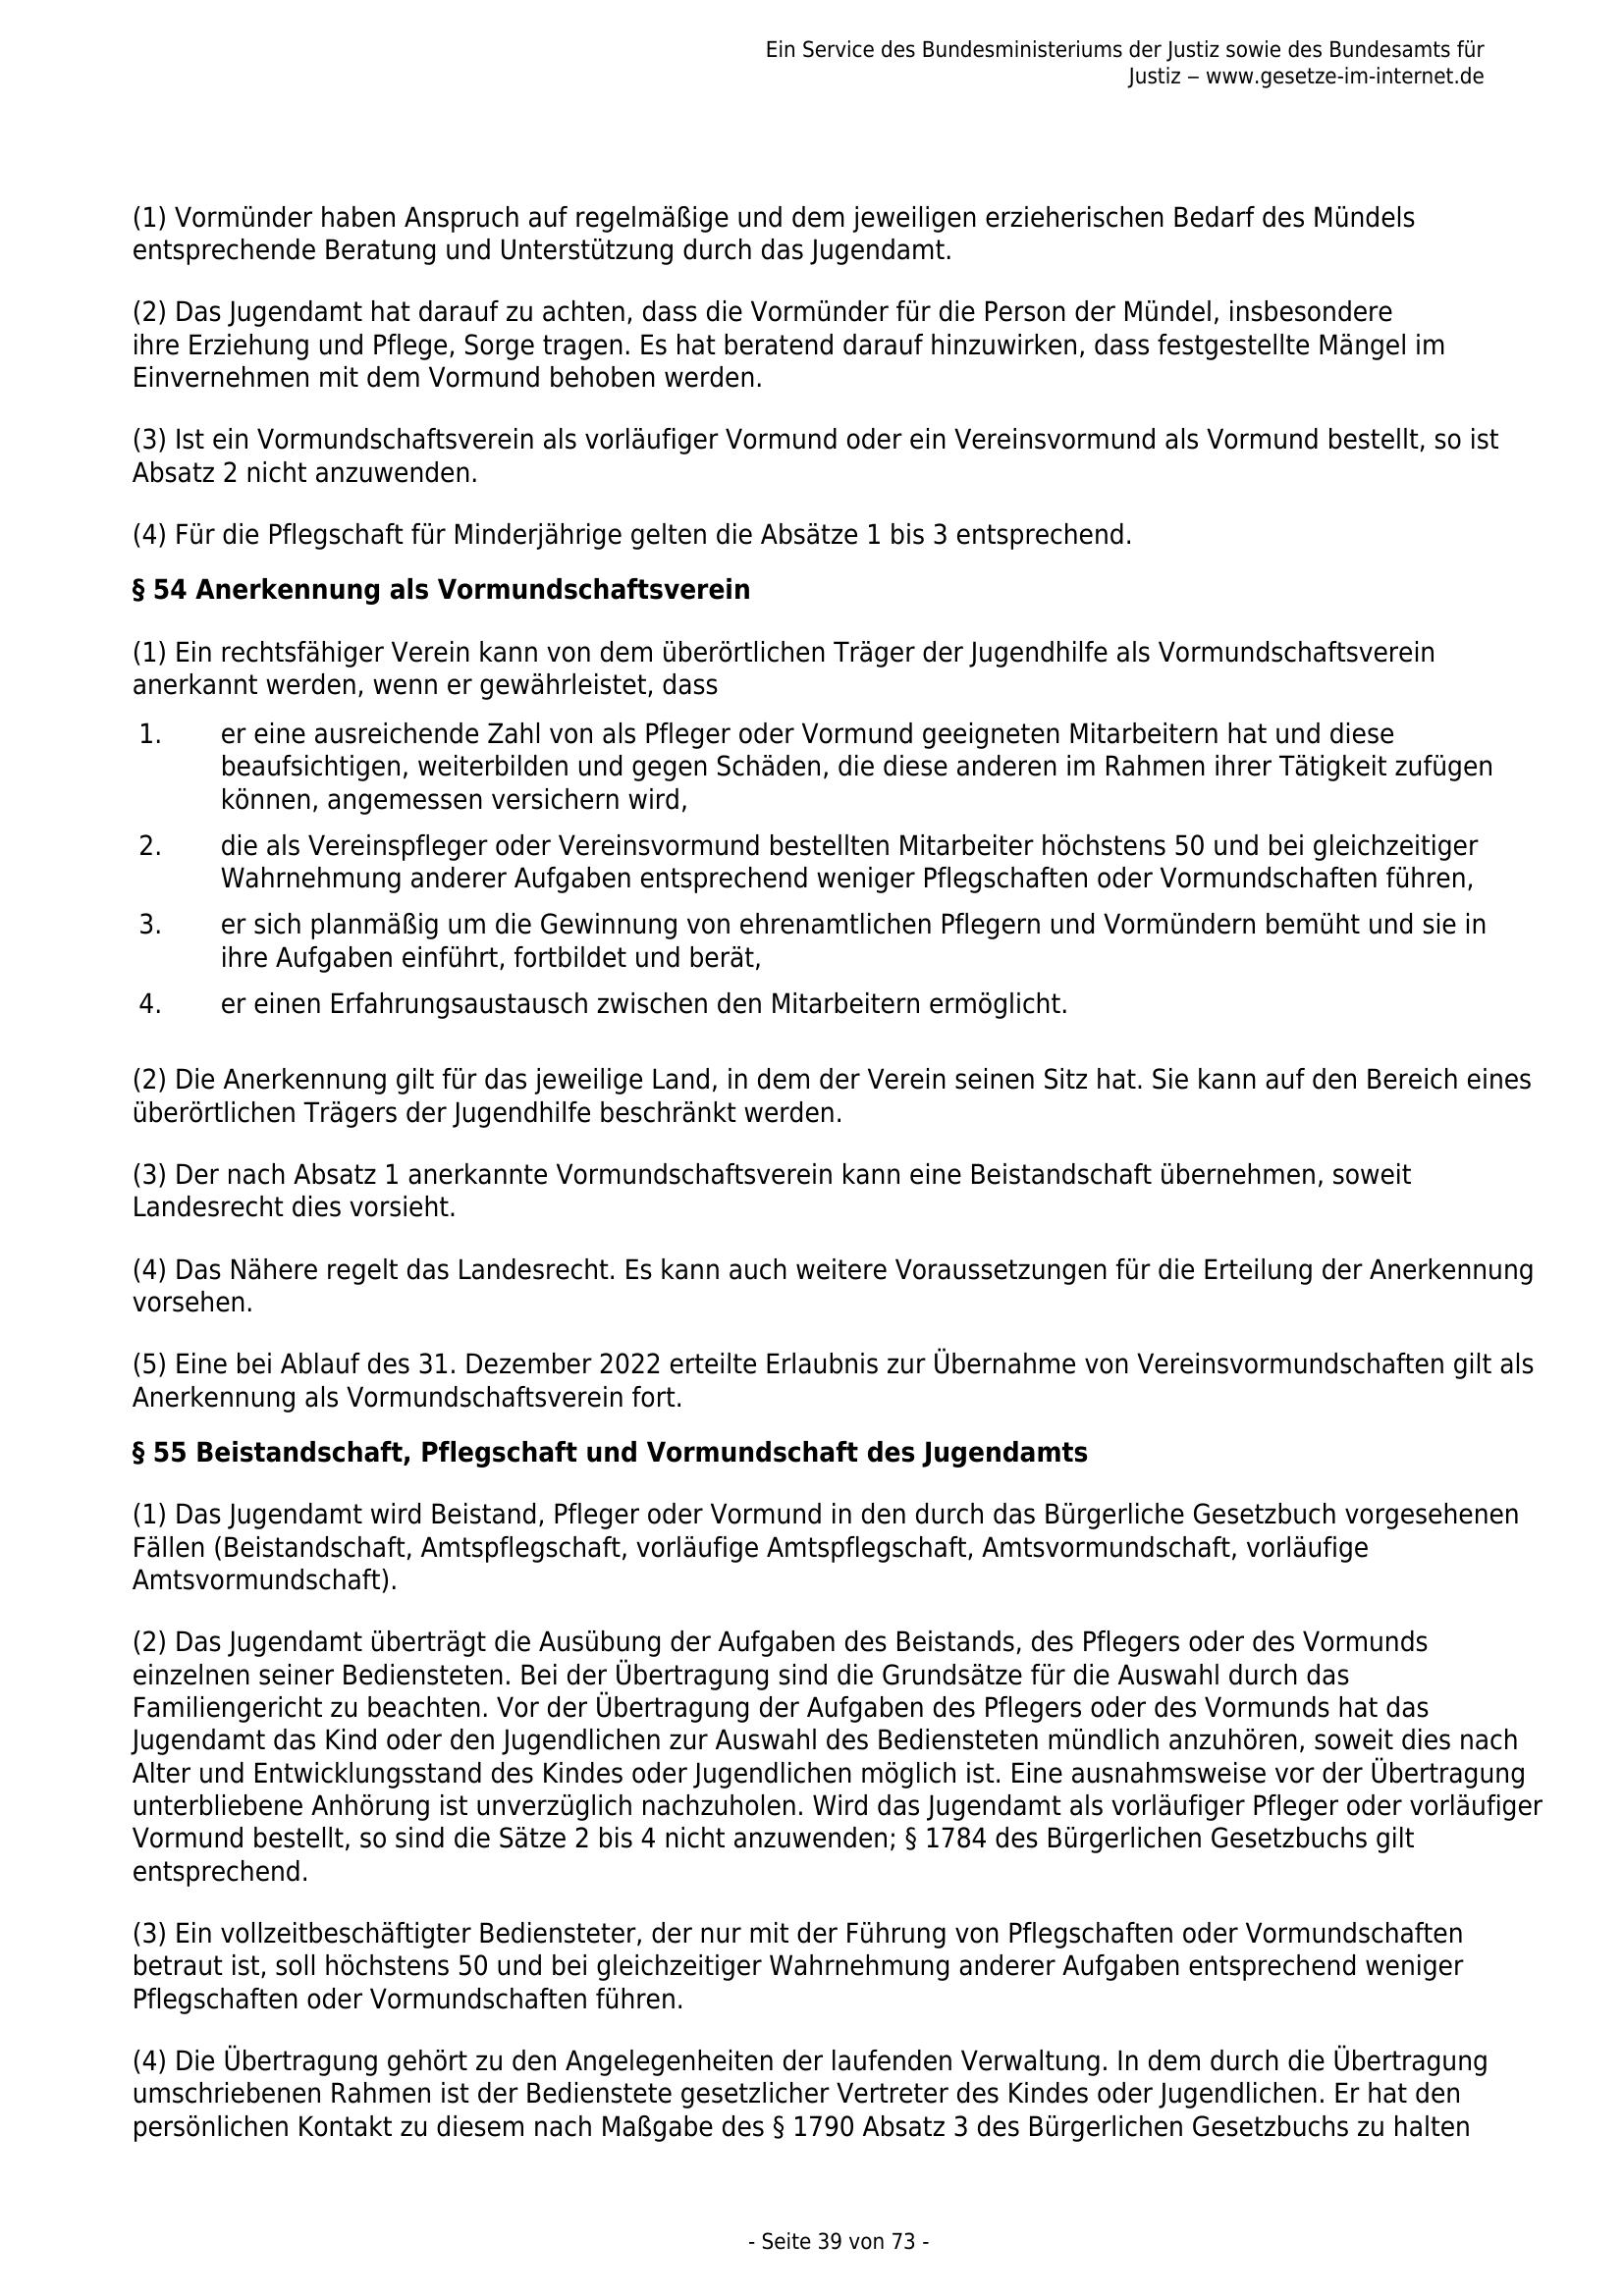 Ein Service des Bundesministeriums der Justiz sowie des Bundesamts für
Justiz ‒ www.gesetze-im-internet.de
(1) Vormünder haben Anspruch auf regelmäßige und dem jeweiligen erzieherischen Bedarf des Mündels
entsprechende Beratung und Unterstützung durch das Jugendamt.
(2) Das Jugendamt hat darauf zu achten, dass die Vormünder für die Person der Mündel, insbesondere
ihre Erziehung und Pflege, Sorge tragen. Es hat beratend darauf hinzuwirken, dass festgestellte Mängel im
Einvernehmen mit dem Vormund behoben werden.
(3) Ist ein Vormundschaftsverein als vorläufiger Vormund oder ein Vereinsvormund als Vormund bestellt, so ist
Absatz 2 nicht anzuwenden.
(4) Für die Pflegschaft für Minderjährige gelten die Absätze 1 bis 3 entsprechend.
§ 54 Anerkennung als Vormundschaftsverein
(1) Ein rechtsfähiger Verein kann von dem überörtlichen Träger der Jugendhilfe als Vormundschaftsverein
anerkannt werden, wenn er gewährleistet, dass
1. er eine ausreichende Zahl von als Pfleger oder Vormund geeigneten Mitarbeitern hat und diese
beaufsichtigen, weiterbilden und gegen Schäden, die diese anderen im Rahmen ihrer Tätigkeit zufügen
können, angemessen versichern wird,
2. die als Vereinspfleger oder Vereinsvormund bestellten Mitarbeiter höchstens 50 und bei gleichzeitiger
Wahrnehmung anderer Aufgaben entsprechend weniger Pflegschaften oder Vormundschaften führen,
3. er sich planmäßig um die Gewinnung von ehrenamtlichen Pflegern und Vormündern bemüht und sie in
ihre Aufgaben einführt, fortbildet und berät,
4. er einen Erfahrungsaustausch zwischen den Mitarbeitern ermöglicht.
(2) Die Anerkennung gilt für das jeweilige Land, in dem der Verein seinen Sitz hat. Sie kann auf den Bereich eines
überörtlichen Trägers der Jugendhilfe beschränkt werden.
(3) Der nach Absatz 1 anerkannte Vormundschaftsverein kann eine Beistandschaft übernehmen, soweit
Landesrecht dies vorsieht.
(4) Das Nähere regelt das Landesrecht. Es kann auch weitere Voraussetzungen für die Erteilung der Anerkennung
vorsehen.
(5) Eine bei Ablauf des 31. Dezember 2022 erteilte Erlaubnis zur Übernahme von Vereinsvormundschaften gilt als
Anerkennung als Vormundschaftsverein fort.
§ 55 Beistandschaft, Pflegschaft und Vormundschaft des Jugendamts
(1) Das Jugendamt wird Beistand, Pfleger oder Vormund in den durch das Bürgerliche Gesetzbuch vorgesehenen
Fällen (Beistandschaft, Amtspflegschaft, vorläufige Amtspflegschaft, Amtsvormundschaft, vorläufige
Amtsvormundschaft).
(2) Das Jugendamt überträgt die Ausübung der Aufgaben des Beistands, des Pflegers oder des Vormunds
einzelnen seiner Bediensteten. Bei der Übertragung sind die Grundsätze für die Auswahl durch das
Familiengericht zu beachten. Vor der Übertragung der Aufgaben des Pflegers oder des Vormunds hat das
Jugendamt das Kind oder den Jugendlichen zur Auswahl des Bediensteten mündlich anzuhören, soweit dies nach
Alter und Entwicklungsstand des Kindes oder Jugendlichen möglich ist. Eine ausnahmsweise vor der Übertragung
unterbliebene Anhörung ist unverzüglich nachzuholen. Wird das Jugendamt als vorläufiger Pfleger oder vorläufiger
Vormund bestellt, so sind die Sätze 2 bis 4 nicht anzuwenden; § 1784 des Bürgerlichen Gesetzbuchs gilt
entsprechend.
(3) Ein vollzeitbeschäftigter Bediensteter, der nur mit der Führung von Pflegschaften oder Vormundschaften
betraut ist, soll höchstens 50 und bei gleichzeitiger Wahrnehmung anderer Aufgaben entsprechend weniger
Pflegschaften oder Vormundschaften führen.
(4) Die Übertragung gehört zu den Angelegenheiten der laufenden Verwaltung. In dem durch die Übertragung
umschriebenen Rahmen ist der Bedienstete gesetzlicher Vertreter des Kindes oder Jugendlichen. Er hat den
persönlichen Kontakt zu diesem nach Maßgabe des § 1790 Absatz 3 des Bürgerlichen Gesetzbuchs zu halten
- Seite 39 von 73 -